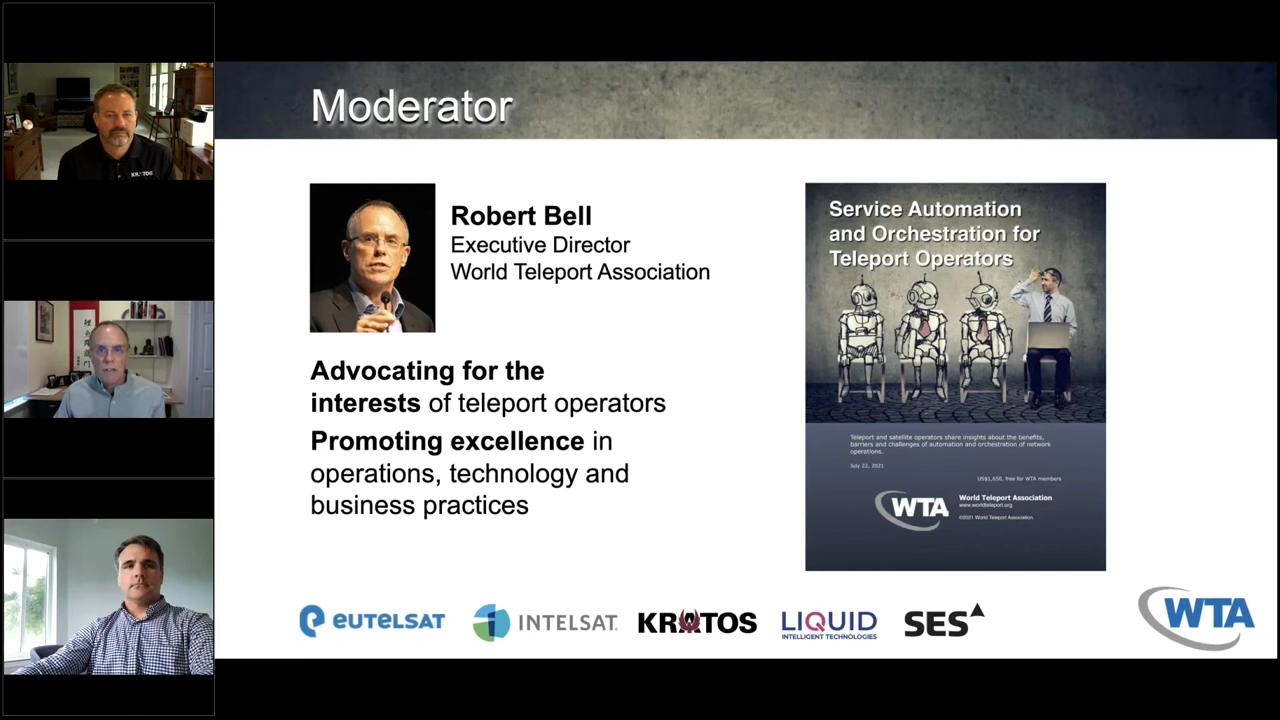 KRATOS
Moderator
Robert Bell
Executive Director
World Teleport Association
Advocating for the
interests of teleport operators
Promoting excellence in
operations, technology and
business practices
Service Automation
and Orchestration for
Teleport Operators
Teleport and satellite operators share insights about the benefits,
barriers and challenges of automation and orchestration of network
operations.
July 22, 2021
US$1,650, free for WTA members
WTA
World Teleport Association
www.worldteleport.org
©2021 World Teleport Association
eutelsat
INTELSAT.
KRATOS
LIQUID
INTELLIGENT TECHNOLOGIES
SES
WTA